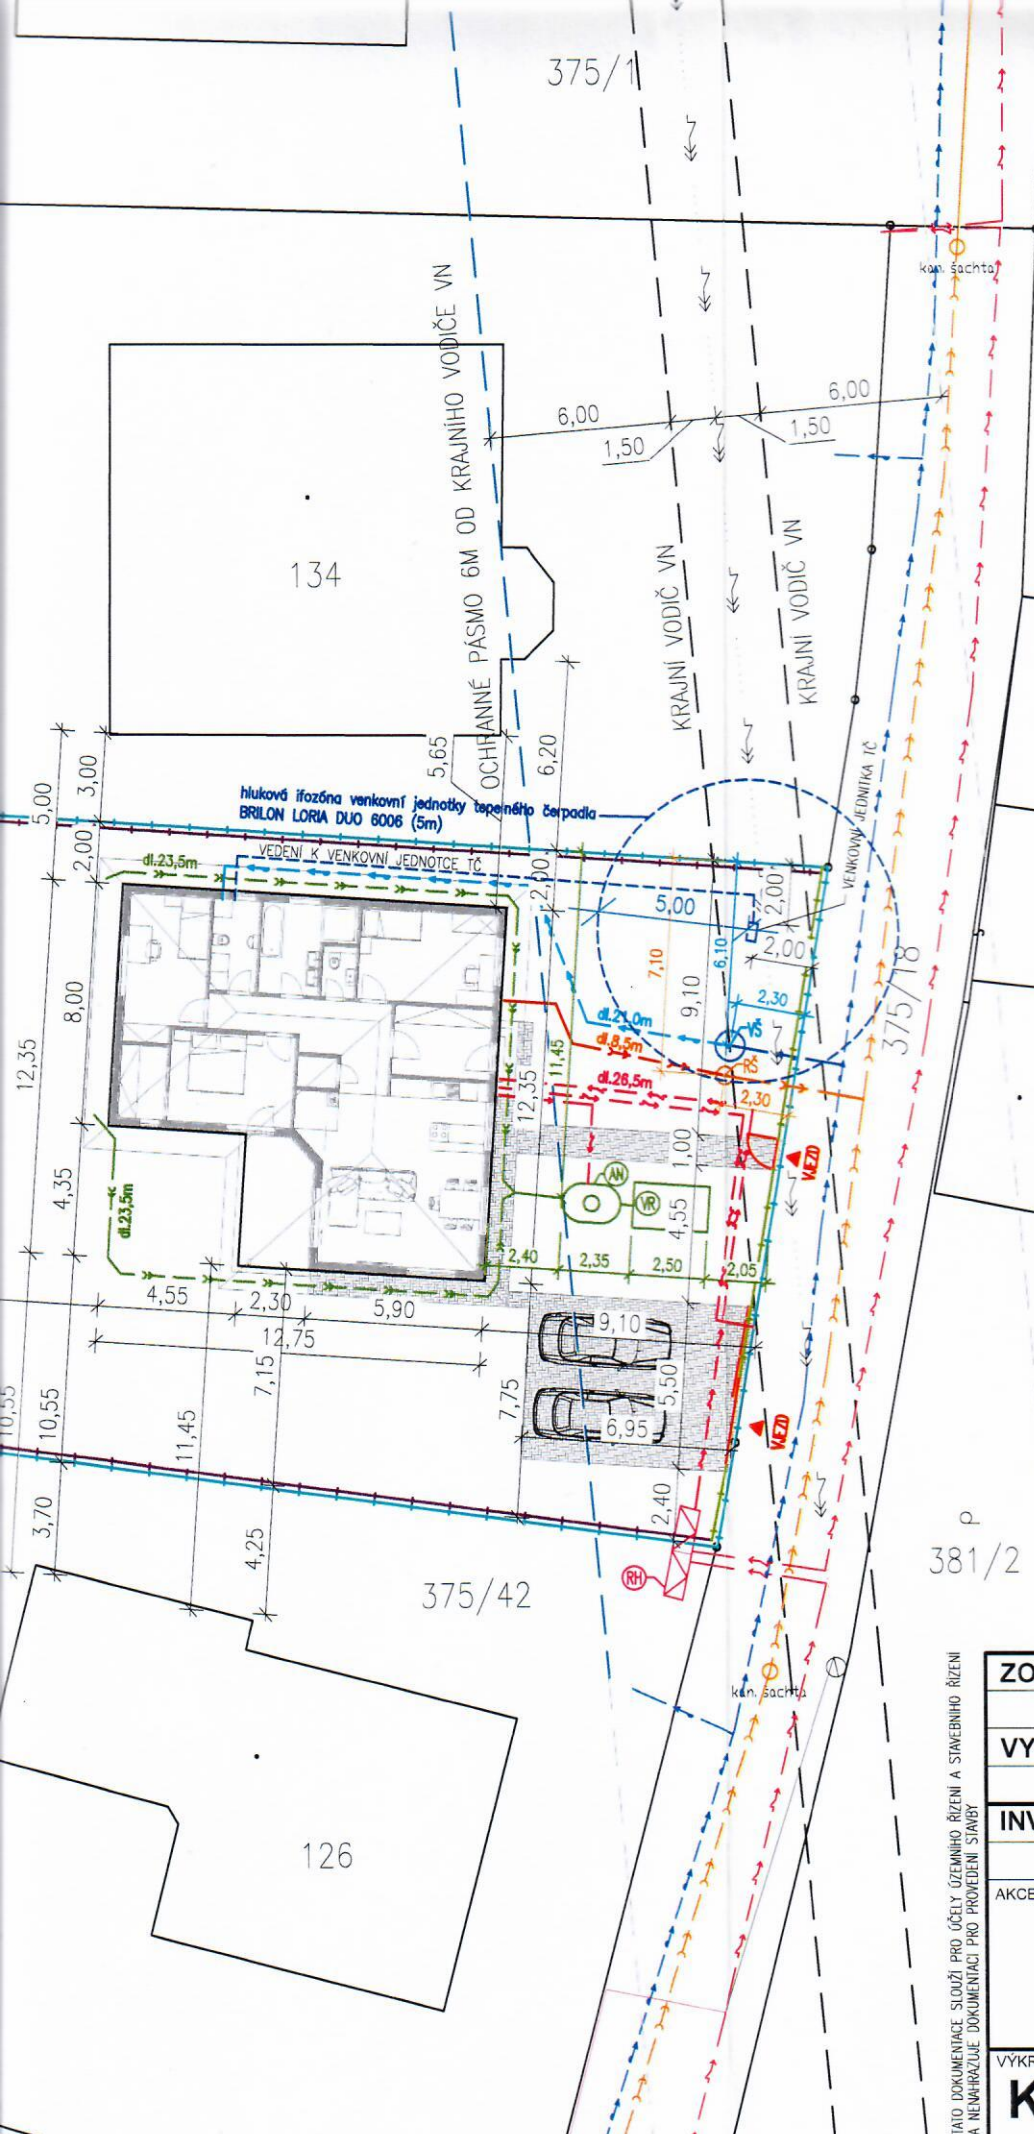 375/1
kan. šachta
OCHRANNÉ PÁSMO 6M OD KRAJNÍHO VODIČE VN
6,00
6,00
1,50
1,50
134
KRAJNÍ VODIČ VN
KRAJNÍ VODIČ VN
5,00
3,00
5,65
6,20
hluková ifozóna venkovní jednotky tepelného čerpadla
BRILON LORIA DUO 6006 (5m)
VENKOVNÍ JEDNITKA TČ
2,00
dl.23,5m
VEDENÍ K VENKOVNÍ JEDNOTCE TČ
2,00
5,00
2,00
2,00
7,10
6,10
9,10
2,30
375/18
8,00
12,35
dl.21,0m
VŠ
dl.8,5m
RŠ
11,45
dl.26,5m
12,35
2,30
1,00
VJEZD
4,35
dl.23,5m
AN
VR
4,55
2,40
2,35
2,50
2,05
4,55
2,30
5,90
9,10
12,75
7,15
7,75
5,50
6,95
VJEZD
10,55
10,55
11,45
3,70
4,25
2,40
RH
375/42
381/2
kan. šachta
126
TATO DOKUMENTACE SLOUŽÍ PRO ÚČELY ÚZEMNÍHO ŘÍZENÍ A STAVEBNÍHO ŘÍZENÍ
A NENAHRAZUJE DOKUMENTACI PRO PROVEDENÍ STAVBY
ZO
VY
INV
AKCE
VÝKR
K